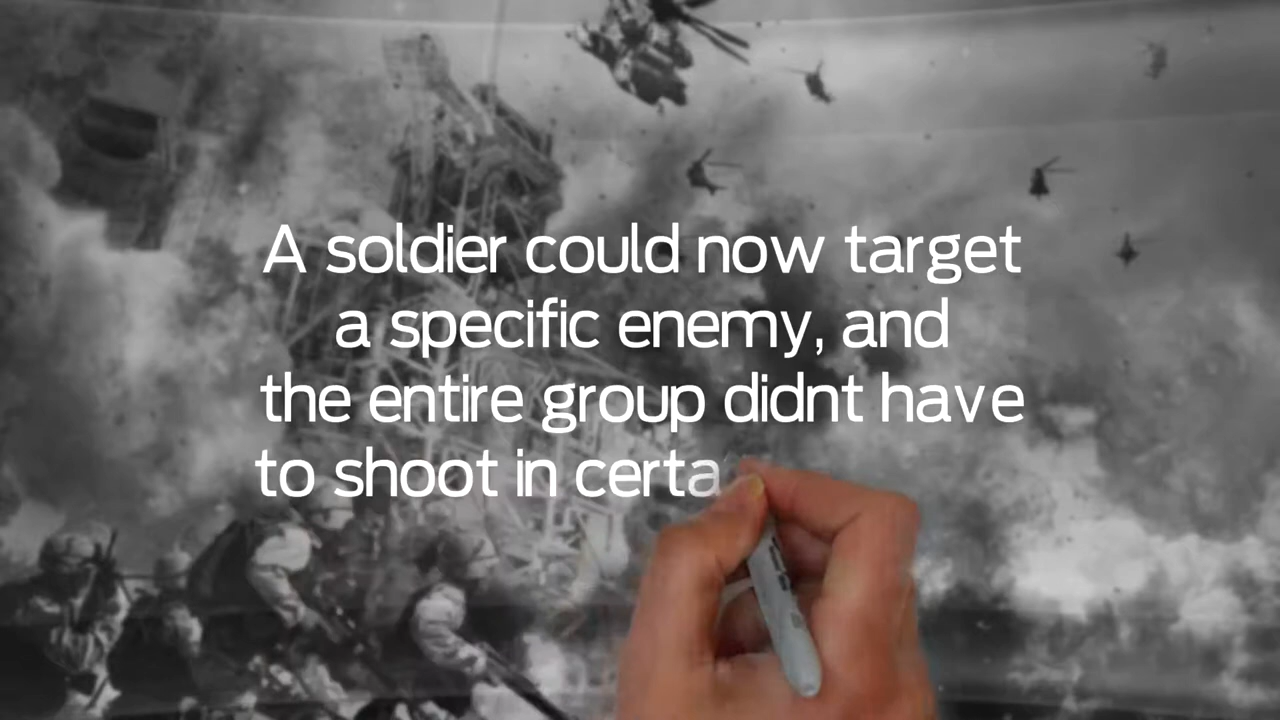 A soldier could now target
a specific enemy, and
the entire group didnt have
to shoot in certa